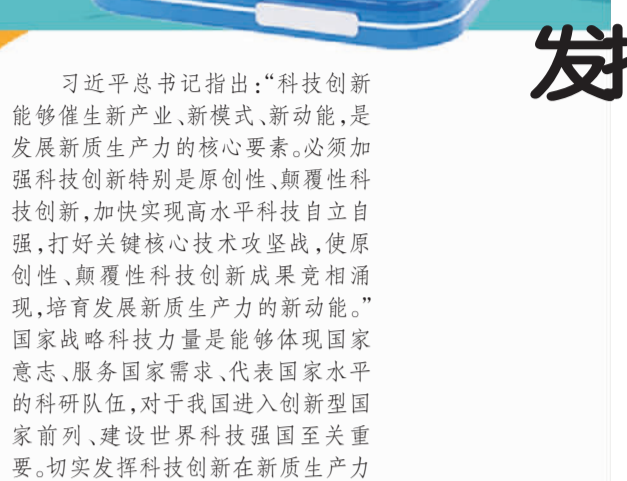 发
习近平总书记指出：“科技创新
能够催生新产业、新模式、新动能，是
发展新质生产力的核心要素。必须加
强科技创新特别是原创性、颠覆性科
技创新，加快实现高水平科技自立自
强，打好关键核心技术攻坚战，使原
创性、颠覆性科技创新成果竞相涌
现，培育发展新质生产力的新动能。”
国家战略科技力量是能够体现国家
意志、服务国家需求、代表国家水平
的科研队伍，对于我国进入创新型国
家前列、建设世界科技强国至关重
要。切实发挥科技创新在新质生产力